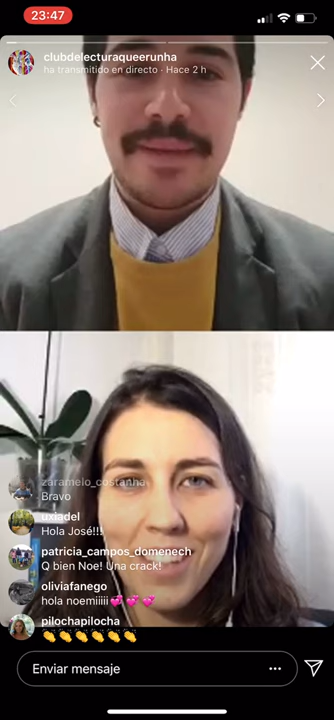 23:47
clubdelecturaqueerunha
ha transmitido en directo · Hace 2 h
zaramelo_costanhac
Bravo
uxiadel
Hola José!!!
patricia_campos_domenech
Q bien Noe! Una crack!
oliviafanego
hola noemiiiii💞💞💞
pilochapilocha
👏👏👏👏👏👏
Enviar mensaje